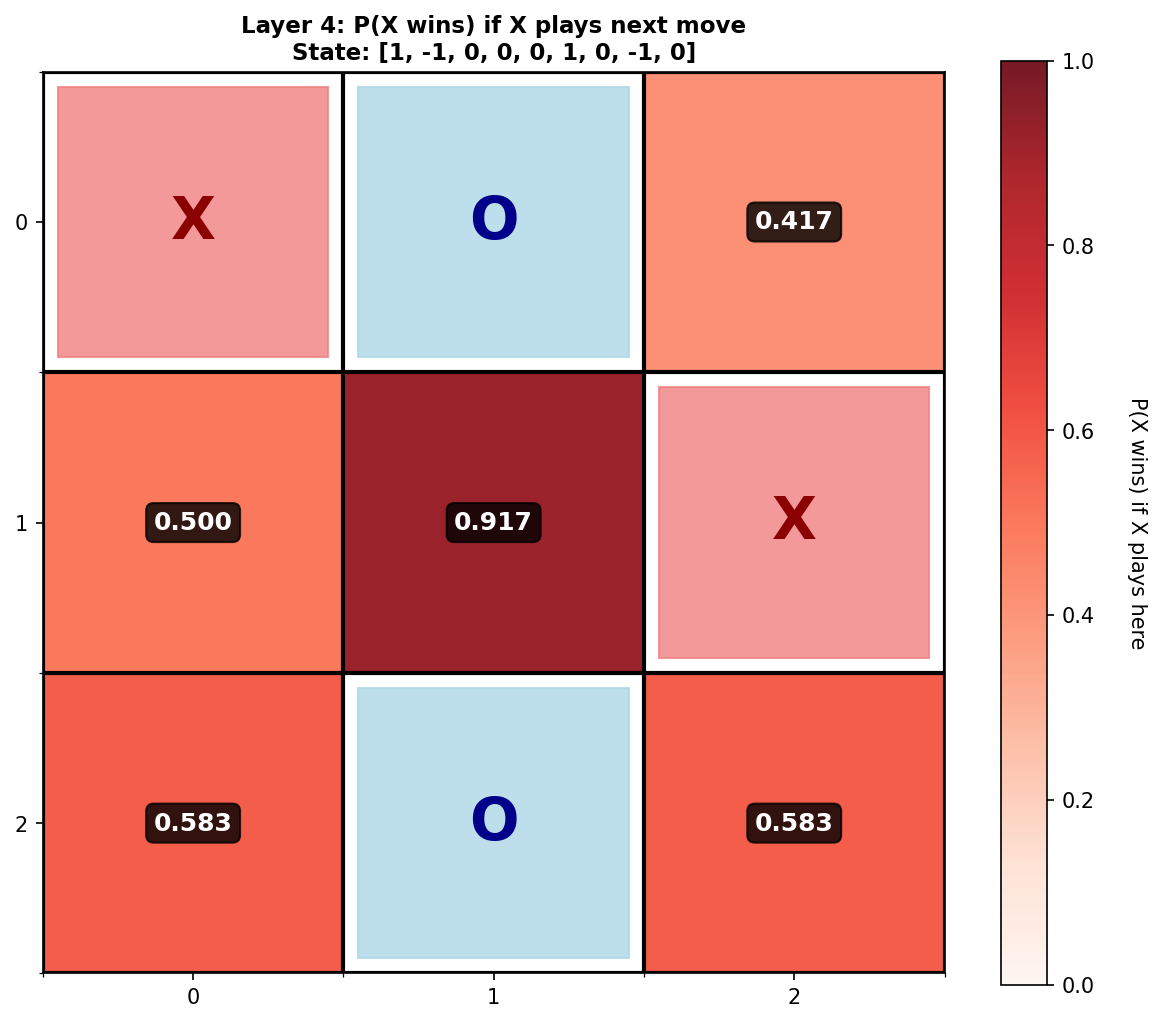 Layer 4: P(X wins) if X plays next move
State: [1, -1, 0, 0, 0, 1, 0, -1, 0]
X
O
0.417
0
0.500
0.917
X
1
0.583
O
0.583
2
0
1
2
1.0
0.8
0.6
0.4
0.2
0.0
P(X wins) if X plays here